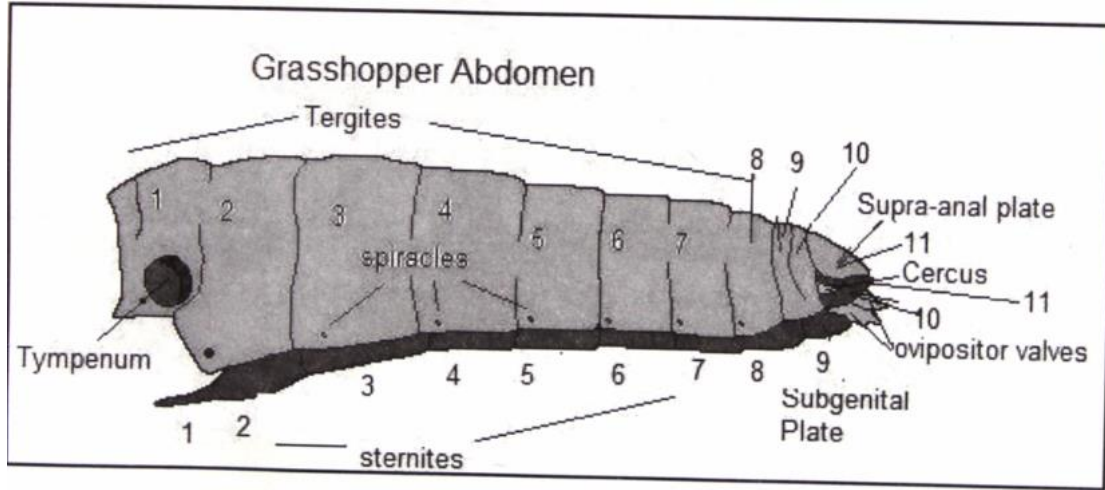 Grasshopper Abdomen
Tergites
8 9 10
Supra-anal plate
11
Cercus
11
10
ovipositor valves
1 2 3 4 5 6 7
spiracles
Tympenum
1 2 3 4 5 6 7 8 9
Subgenital
Plate
sternites